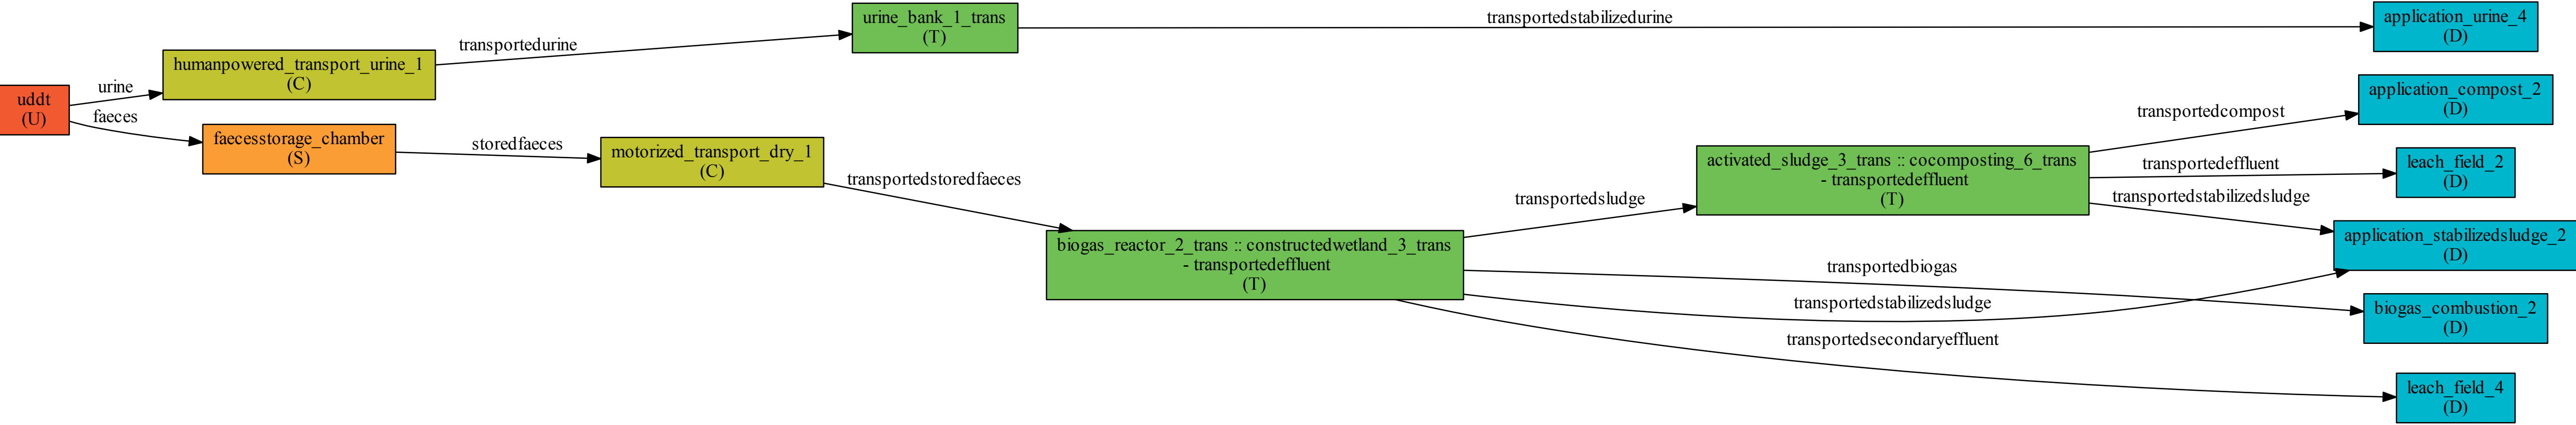 uddt
(U)
urine
faeces
humanpowered_transport_urine_1
(C)
faecesstorage_chamber
(S)
transportedurine
storedfaeces
motorized_transport_dry_1
(C)
urine_bank_1_trans
(T)
transportedstoredfaeces
biogas_reactor_2_trans :: constructedwetland_3_trans
- transportedeffluent
(T)
transportedstabilizedurine
transportedsludge
activated_sludge_3_trans :: cocomposting_6_trans
- transportedeffluent
(T)
transportedbiogas
transportedstabilizedsludge
transportedsecondaryeffluent
transportedcompost
transportedeffluent
transportedstabilizedsludge
application_urine_4
(D)
application_compost_2
(D)
leach_field_2
(D)
application_stabilizedsludge_2
(D)
biogas_combustion_2
(D)
leach_field_4
(D)